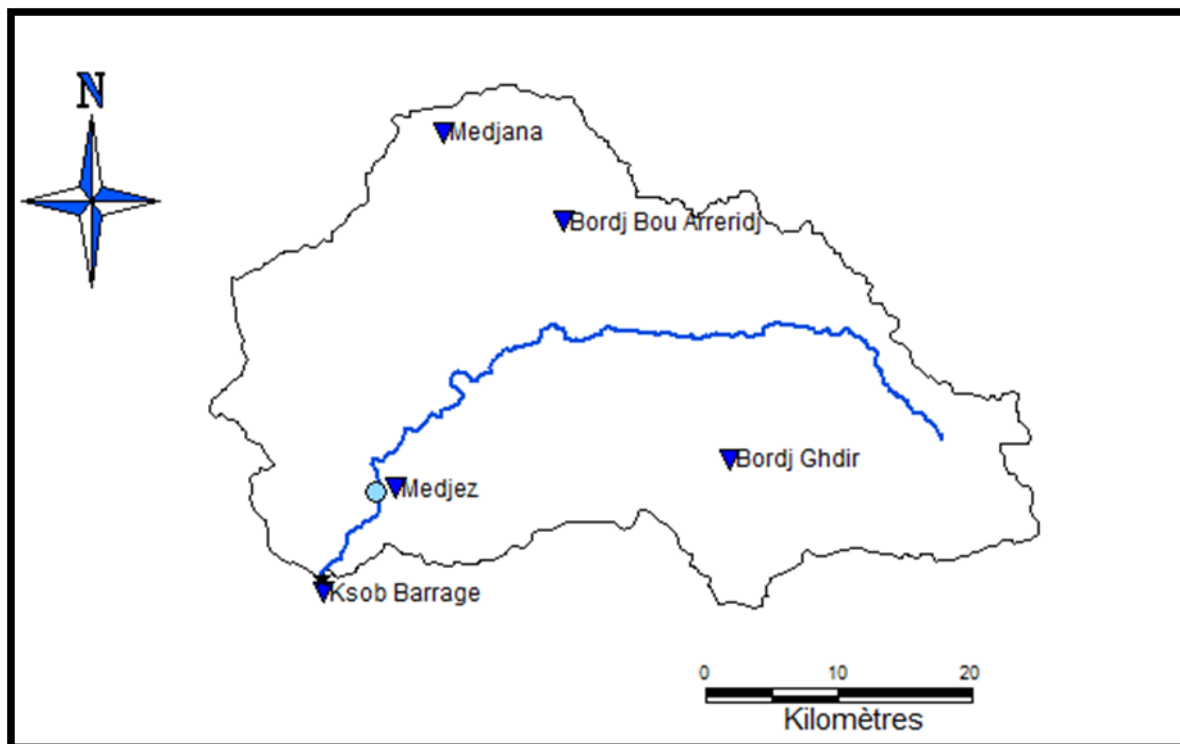 N
Medjana
Bordj Bou Arreridj
Bordj Ghdir
Medjez
Ksob Barrage
0 10 20
Kilomètres